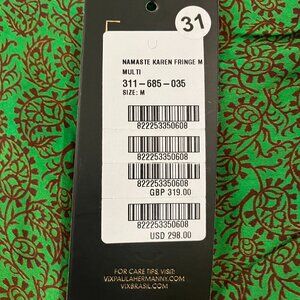 31
NAMASTE KAREN FRINGE M
MULTI
311-685-035
SIZE: M
822253350608
822253350608
GBP 319.00
822253350608
USD 298.00
FOR CARE TIPS, VISIT:
VIXPAULAHERMANNY.COM
VIXBRASIL.COM